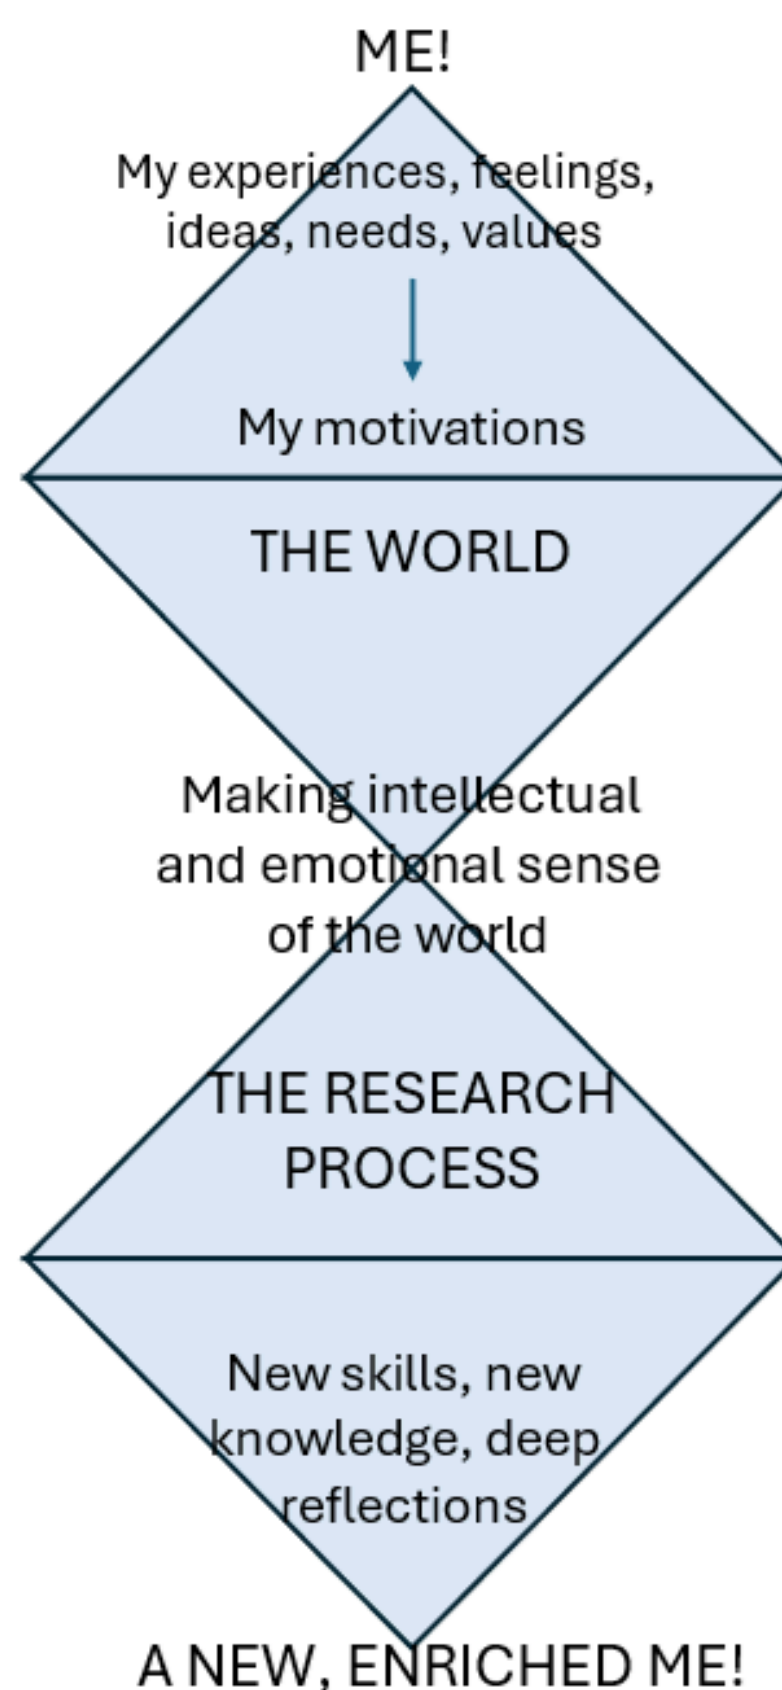 ME!
My experiences, feelings,
ideas, needs, values
My motivations
THE WORLD
Making intellectual
and emotional sense
of the world
THE RESEARCH
PROCESS
New skills, new
knowledge, deep
reflections
A NEW, ENRICHED ME!